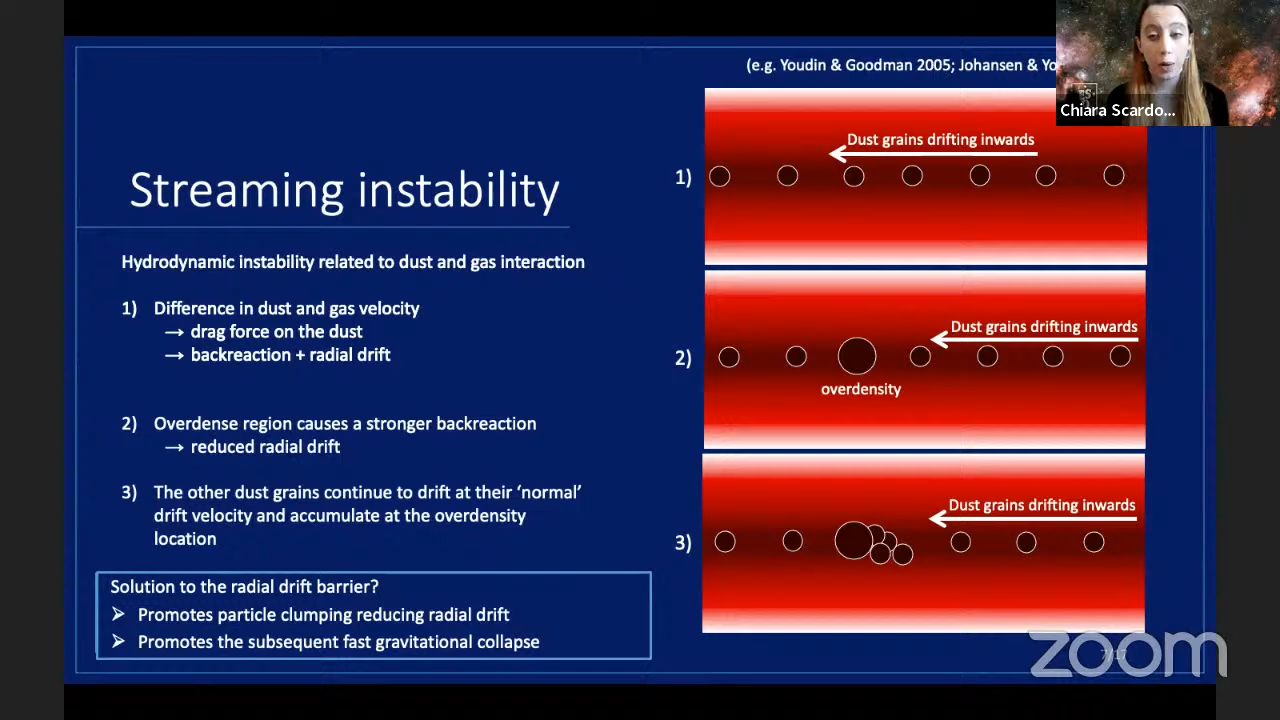 (e.g. Youdin & Goodman 2005; Johansen &
Chiara Scardo...
Streaming instability
Hydrodynamic instability related to dust and gas interaction
1) Difference in dust and gas velocity
→ drag force on the dust
→ backreaction + radial drift
2) Overdense region causes a stronger backreaction
→ reduced radial drift
3) The other dust grains continue to drift at their ‘normal’
drift velocity and accumulate at the overdensity
location
Solution to the radial drift barrier?
➢ Promotes particle clumping reducing radial drift
➢ Promotes the subsequent fast gravitational collapse
1)
Dust grains drifting inwards
2)
Dust grains drifting inwards
overdensity
3)
Dust grains drifting inwards
zoom